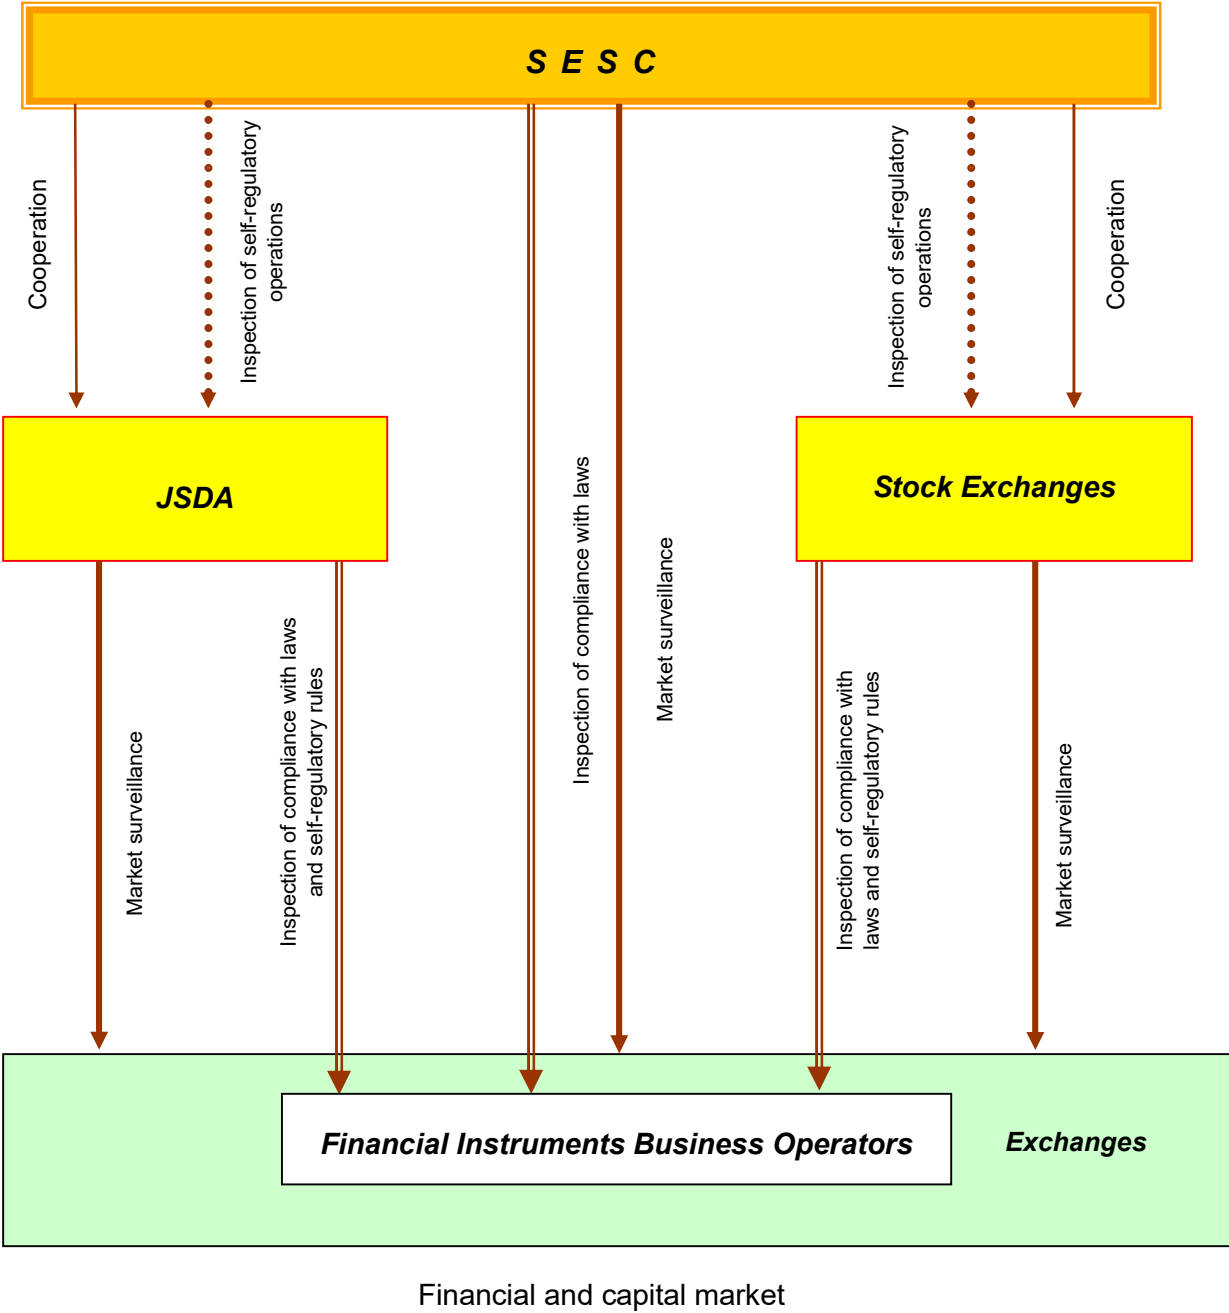 S E S C
Cooperation
Inspection of self-regulatory
operations
Inspection of self-regulatory
operations
Cooperation
JSDA
Stock Exchanges
Inspection of compliance with laws
Market surveillance
Market surveillance
Inspection of compliance with laws
and self-regulatory rules
Inspection of compliance with
laws and self-regulatory rules
Market surveillance
Financial Instruments Business Operators
Exchanges
Financial and capital market